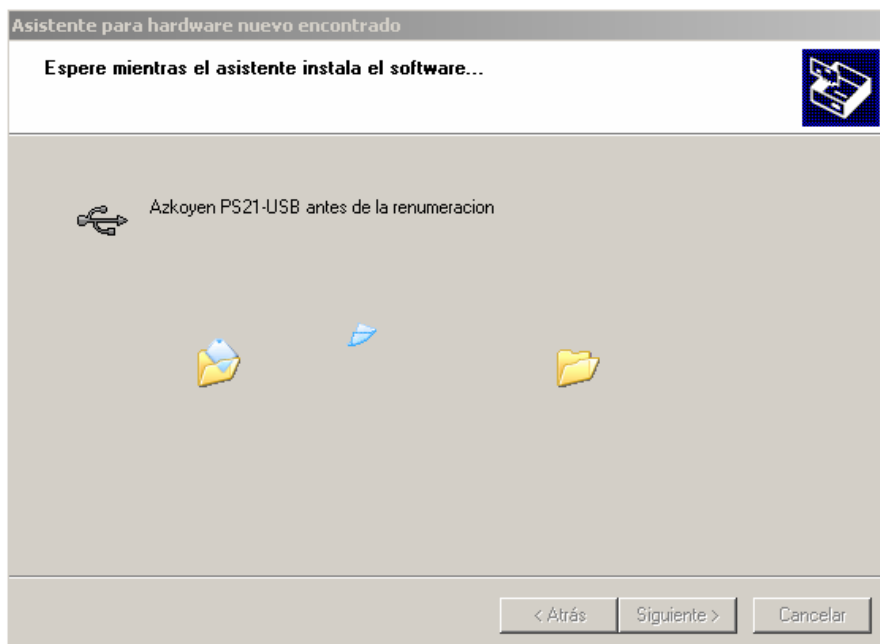 Asistente para hardware nuevo encontrado
Espere mientras el asistente instala el software...
Azkoyen PS21-USB antes de la renumeracion
< Atrás
Siguiente >
Cancelar